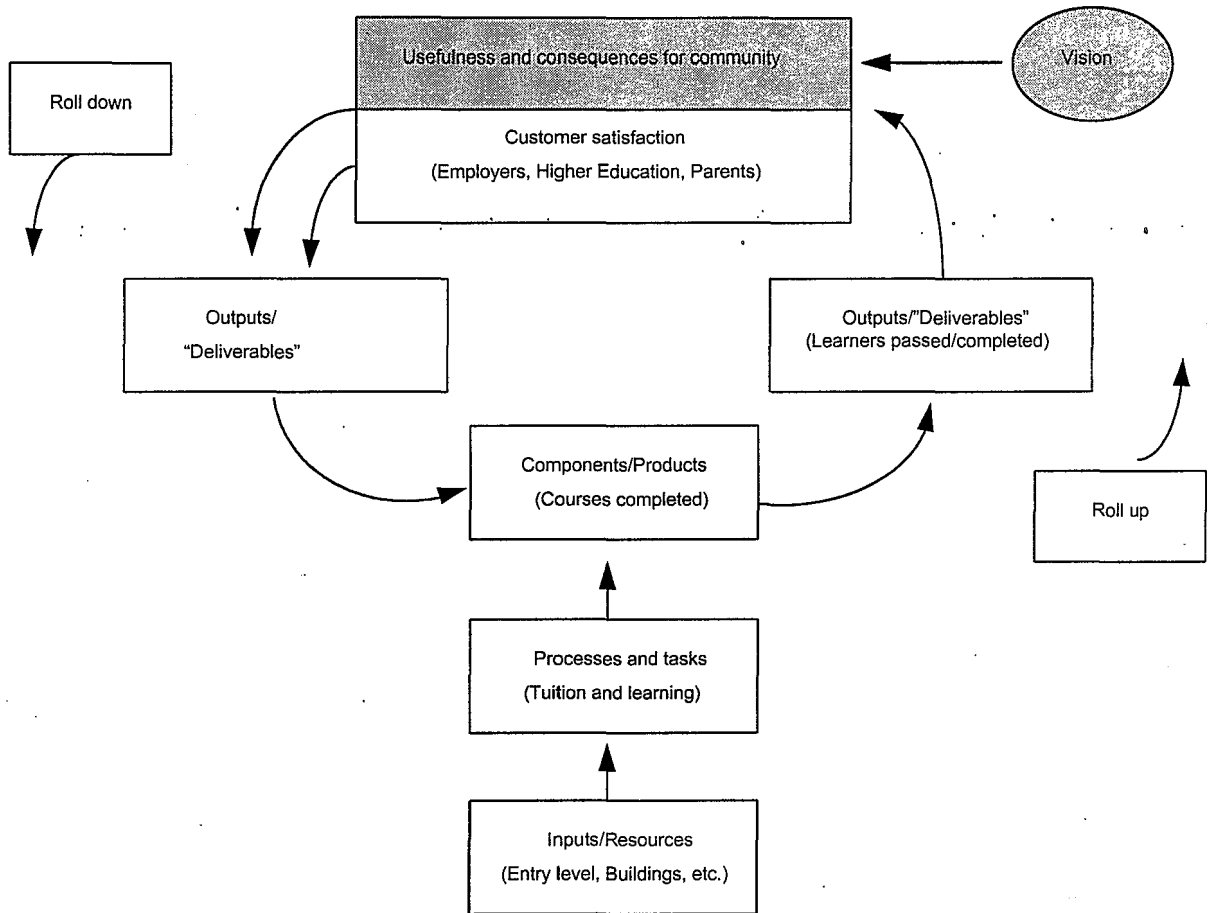 Usefulness and consequences for community
Vision
Roll down
Customer satisfaction
(Employers, Higher Education, Parents)
Outputs/
“Deliverables”
Outputs/”Deliverables”
(Learners passed/completed)
Components/Products
(Courses completed)
Roll up
Processes and tasks
(Tuition and learning)
Inputs/Resources
(Entry level, Buildings, etc.)